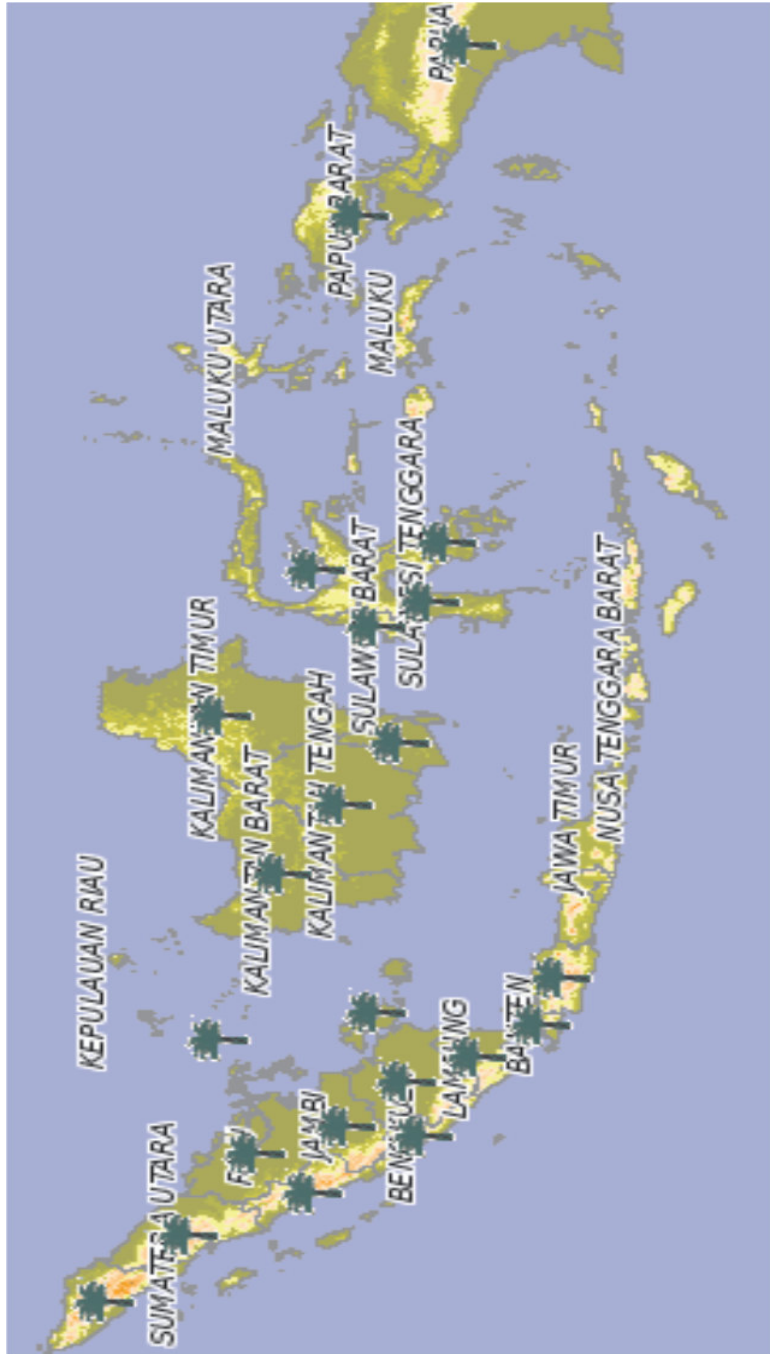 SUMATERA UTARA
RIAU
KEPULAUAN RIAU
JAMBI
BENGKULU
LAMPUNG
BANTEN
KALIMANTAN BARAT
KALIMANTAN TENGAH
KALIMANTAN TIMUR
JAWA TIMUR
NUSA TENGGARA BARAT
SULAWESI BARAT
SULAWESI TENGGARA
MALUKU UTARA
MALUKU
PAPUA BARAT
PAPUA